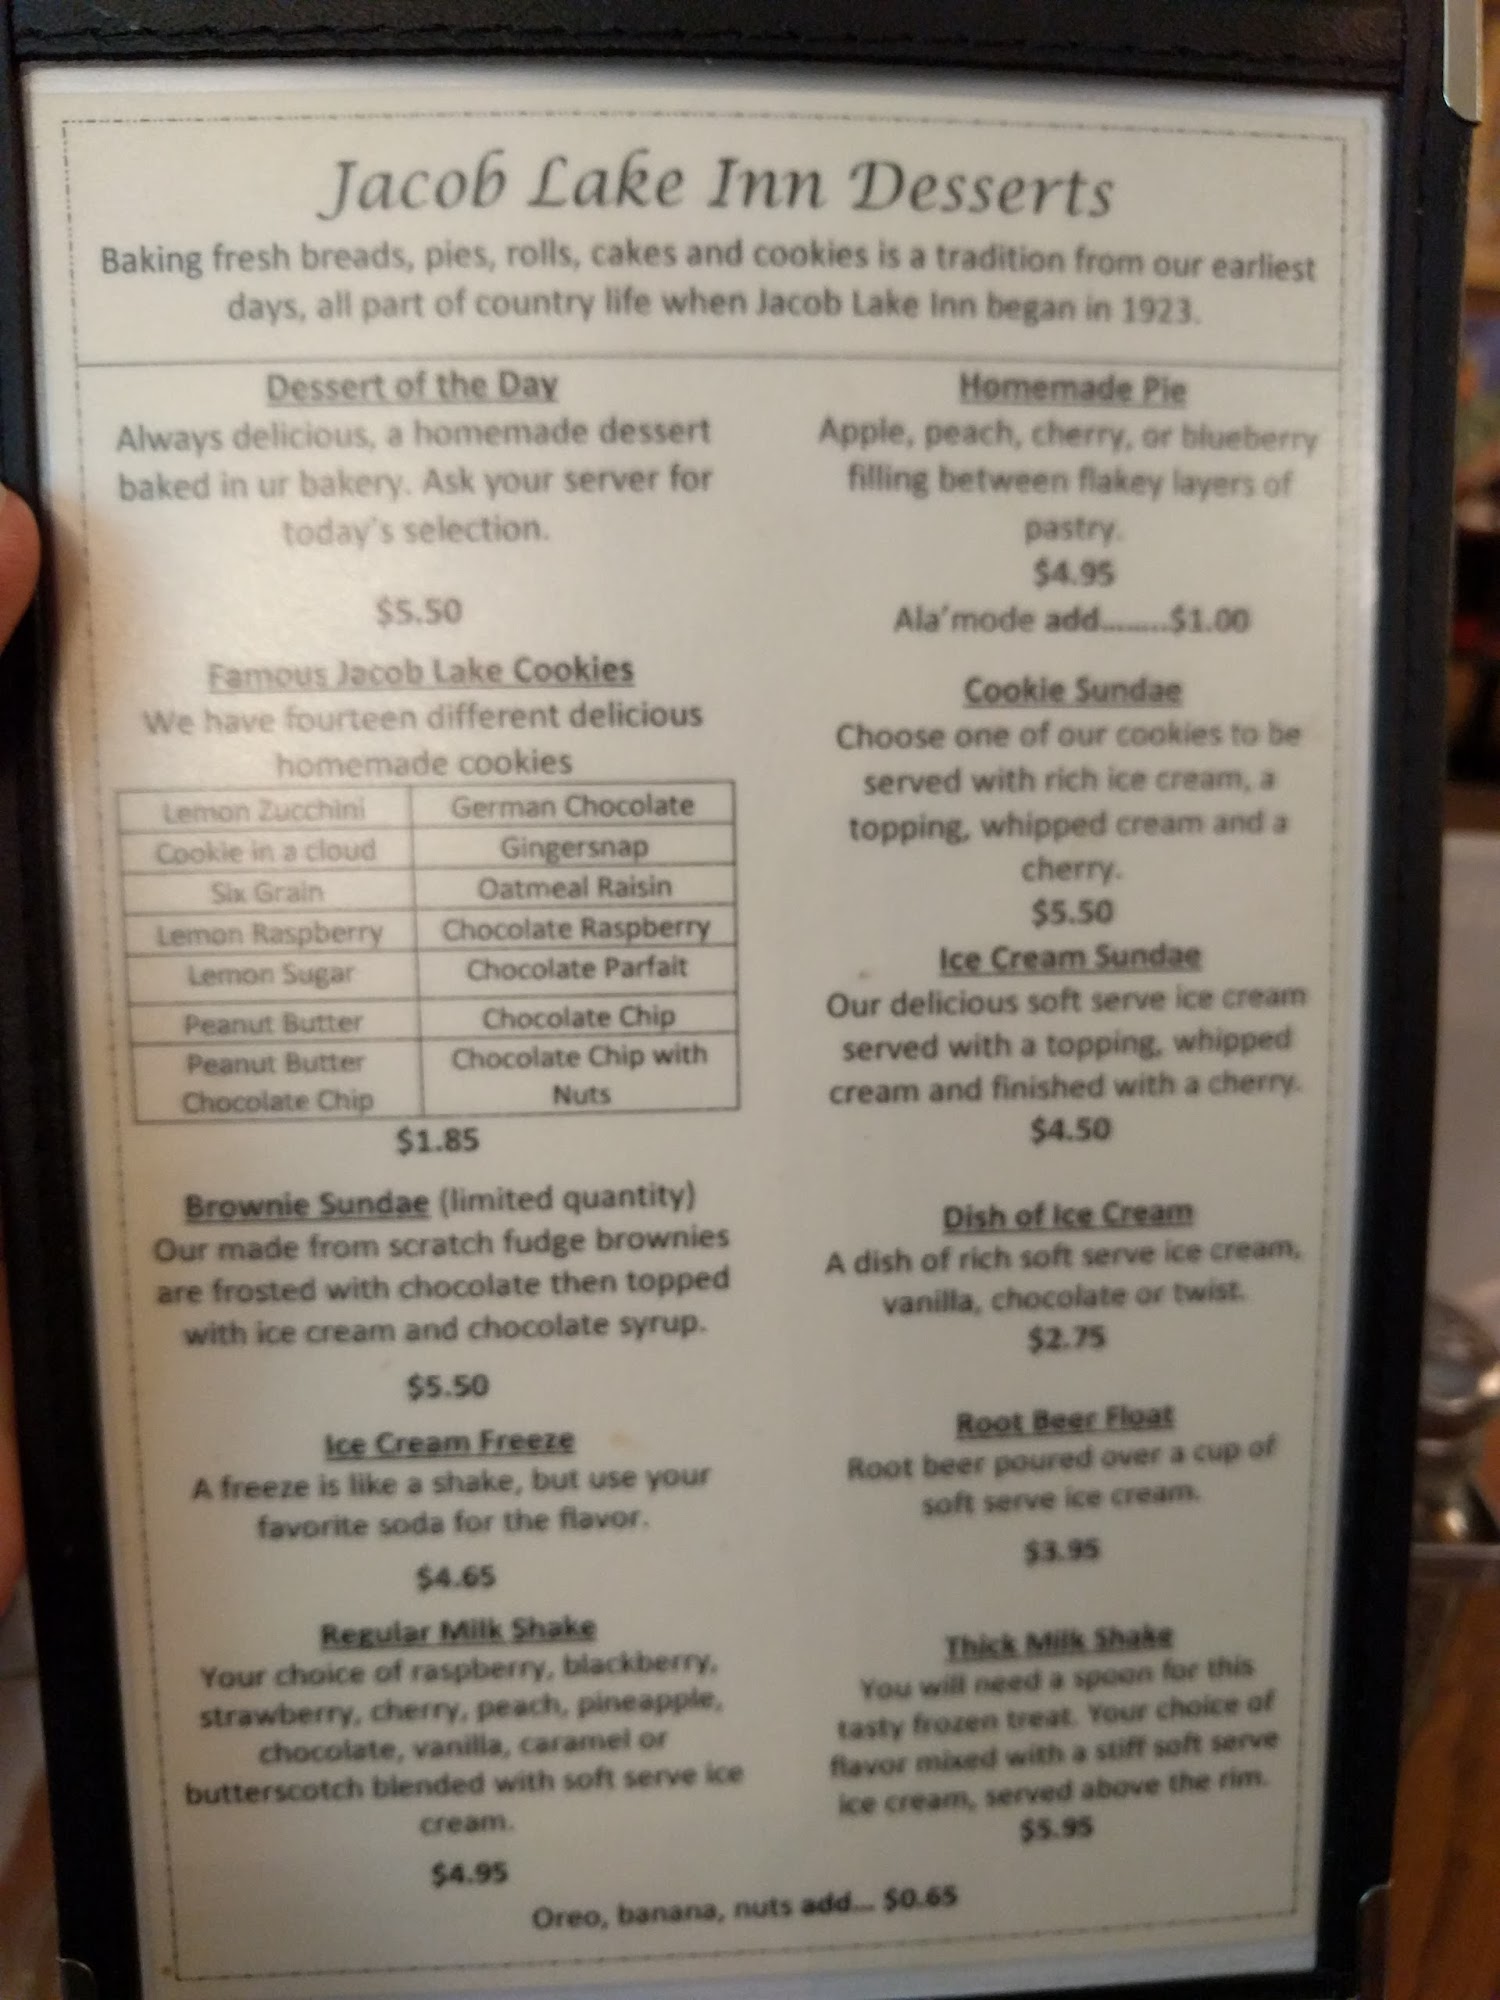 Jacob Lake Inn Desserts
Baking fresh breads, pies, rolls, cakes and cookies is a tradition from our earliest
days, all part of country life when Jacob Lake Inn began in 1923.
Dessert of the Day
Always delicious, a homemade dessert
baked in ur bakery. Ask your server for
today's selection.
$5.50
Famous Jacob Lake Cookies
We have fourteen different delicious
homemade cookies
Lemon Zucchini German Chocolate
Cookie in a cloud Gingersnap
Six Grain Oatmeal Raisin
Lemon Raspberry Chocolate Raspberry
Lemon Sugar Chocolate Parfait
Peanut Butter Chocolate Chip
Peanut Butter Chocolate Chip with
Chocolate Chip Nuts
$1.85
Brownie Sundae (limited quantity)
Our made from scratch fudge brownies
are frosted with chocolate then topped
with ice cream and chocolate syrup.
$5.50
Ice Cream Freeze
A freeze is like a shake, but use your
favorite soda for the flavor.
$4.65
Regular Milk Shake
Your choice of raspberry, blackberry,
strawberry, cherry, peach, pineapple,
chocolate, vanilla, caramel or
butterscotch blended with soft serve ice
cream.
$4.95
Homemade Pie
Apple, peach, cherry, or blueberry
filling between flakey layers of
pastry.
$4.95
Ala'mode add........$1.00
Cookie Sundae
Choose one of our cookies to be
served with rich ice cream, a
topping, whipped cream and a
cherry.
$5.50
Ice Cream Sundae
Our delicious soft serve ice cream
served with a topping, whipped
cream and finished with a cherry.
$4.50
Dish of Ice Cream
A dish of rich soft serve ice cream,
vanilla, chocolate or twist.
$2.75
Root Beer Float
Root beer poured over a cup of
soft serve ice cream.
$3.95
Thick Milk Shake
You will need a spoon for this
tasty frozen treat. Your choice of
flavor mixed with a stiff soft serve
ice cream, served above the rim.
$5.95
Oreo, banana, nuts add... $0.65